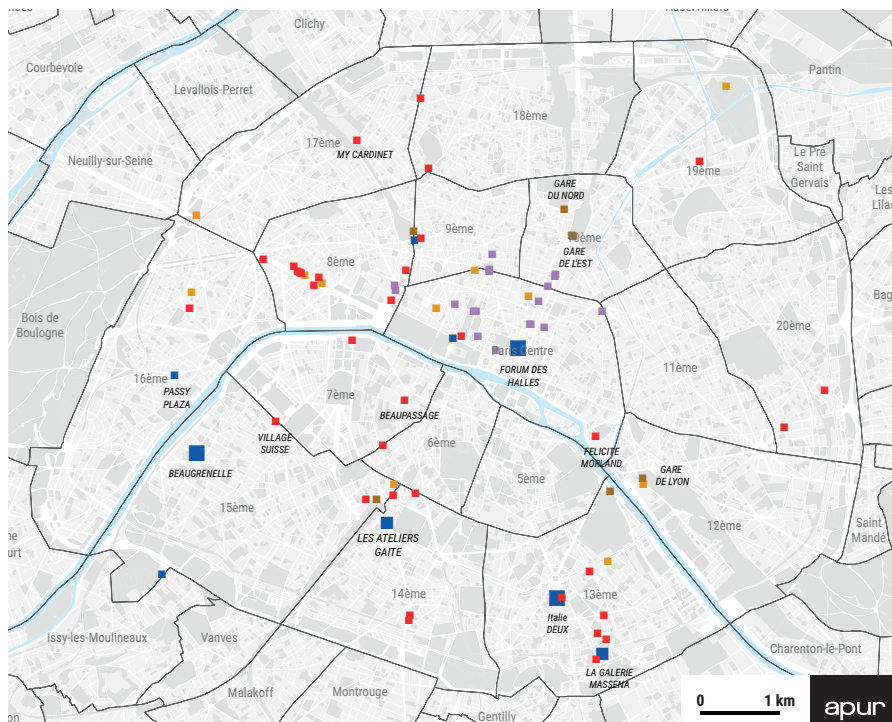 Clichy
Courbevoie
Pantin
Levallois-Perret
18ème
17ème
MY CARDINET
Neuilly-sur-Seine
Le Pré
Saint
Gervais
19ème
GARE
DU NORD
Les
Lilas
9ème
10ème
GARE
DE L'EST
8ème
Bag
Bois de
Boulogne
20ème
Paris Centre
11ème
FORUM DES
HALLES
16ème
PASSY
PLAZA
7ème
BEAUPASSAGE
VILLAGE
SUISSE
6ème
FELICITE
MORLAND
BEAUGRENELLE
GARE
DE LYON
5ème
15ème
12ème
Saint
Mandé
LES ATELIERS
GAITE
ne
urt
14ème
13ème
Italie
DEUX
Issy-les-Moulineaux
Vanves
Charenton-le-Pont
LA GALERIE
MASSENA
Malakoff
Montrouge
Gentilly
on
0 1 km
apur